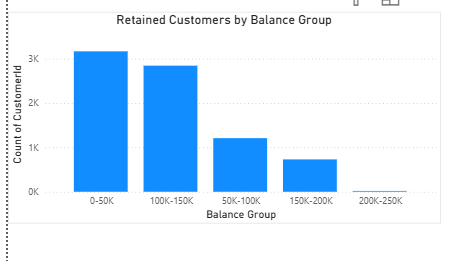 Retained Customers by Balance Group
Count of CustomerId
3K
2K
1K
0K
0-50K
100K-150K
50K-100K
150K-200K
200K-250K
Balance Group